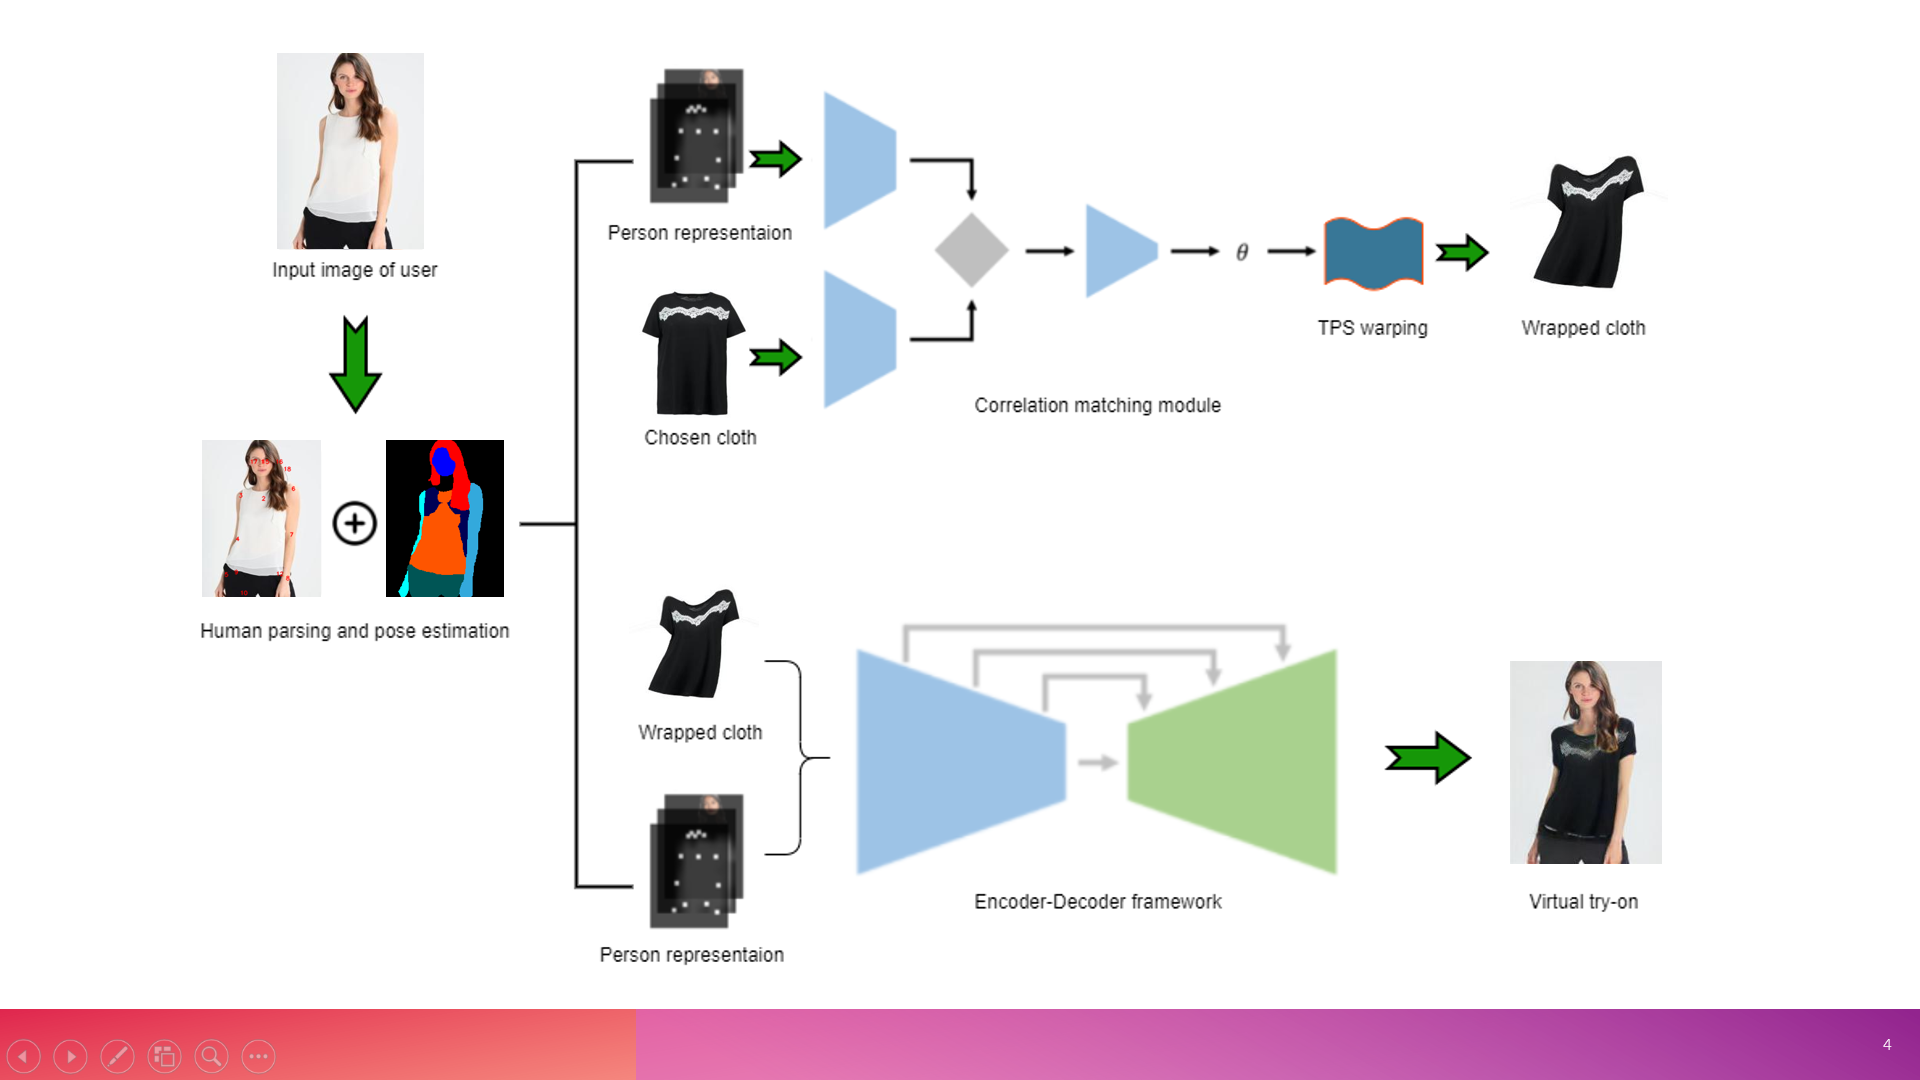 Input image of user
Human parsing and pose estimation
Person representaion
Chosen cloth
Correlation matching module
θ
TPS warping
Wrapped cloth
Wrapped cloth
Person representaion
Encoder-Decoder framework
Virtual try-on
4